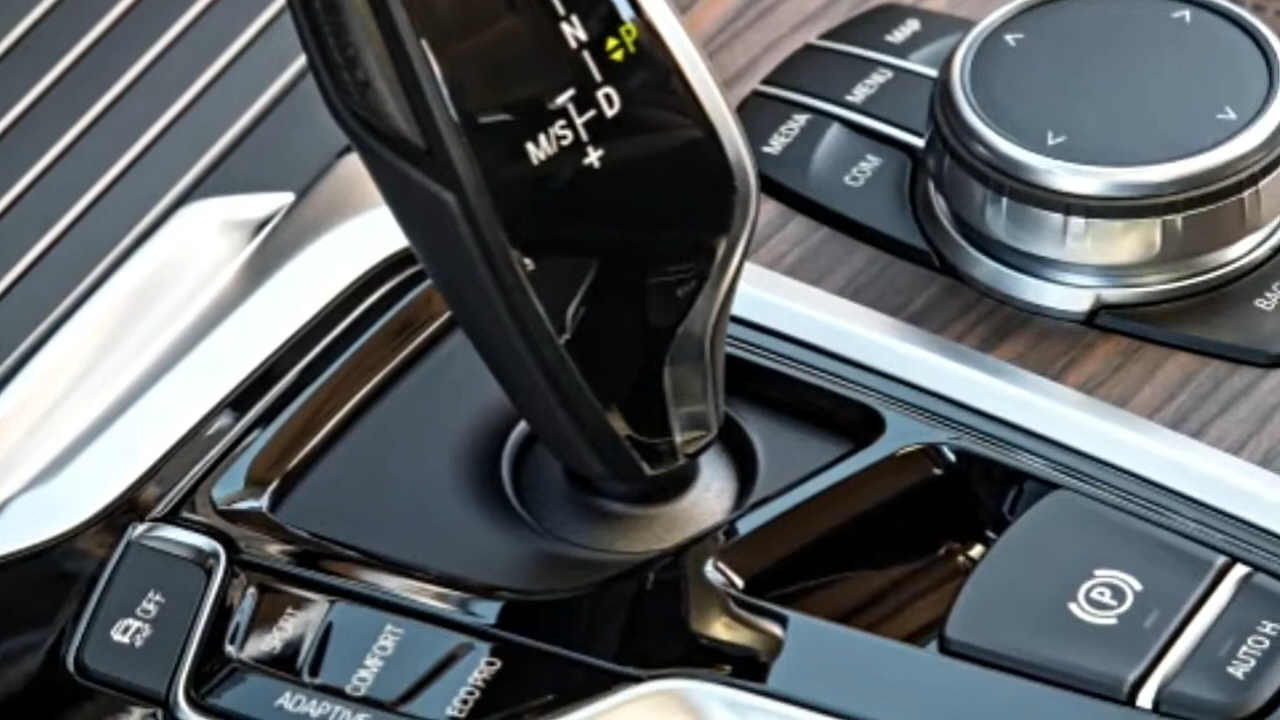 N
P
D
M/S
+
MAP
MENU
MEDIA
COM
OFF
SPORT
COMFORT
ECO PRO
ADAPTIVE
P
AUTO H